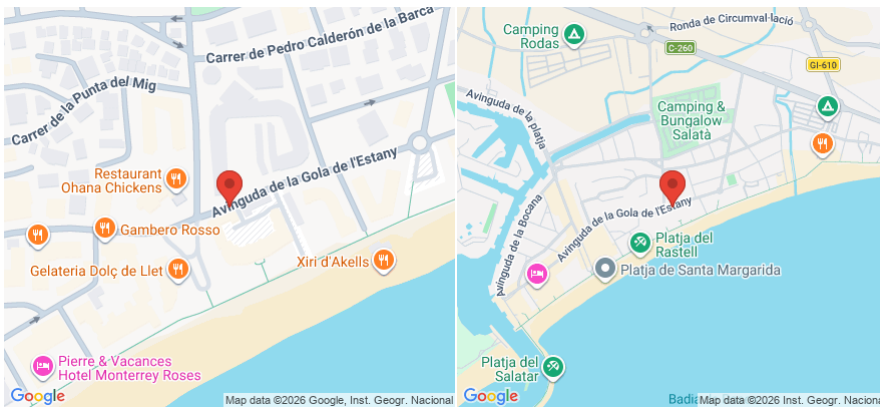 Carrer de Pedro Calderón de la Barca
Carrer de la Punta del Mig
Restaurant
Ohana Chickens
Avinguda de la Gola de l'Estany
Gambero Rosso
Gelateria Dolç de Llet
Xiri d'Akells
Pierre & Vacances
Hotel Monterrey Roses
Google
Map data ©2026 Google, Inst. Geogr. Nacional
Camping
Rodas
Ronda de Circumval·lació
C-260
GI-610
Avinguda de la platja
Camping &
Bungalow
Salatà
Avinguda de la Bocana
Avinguda de la Gola de l'Estany
Platja del
Rastell
Platja de Santa Margarida
Platja del
Salatar
Google
Badia
Map data ©2026 Google, Inst. Geogr. Nacional